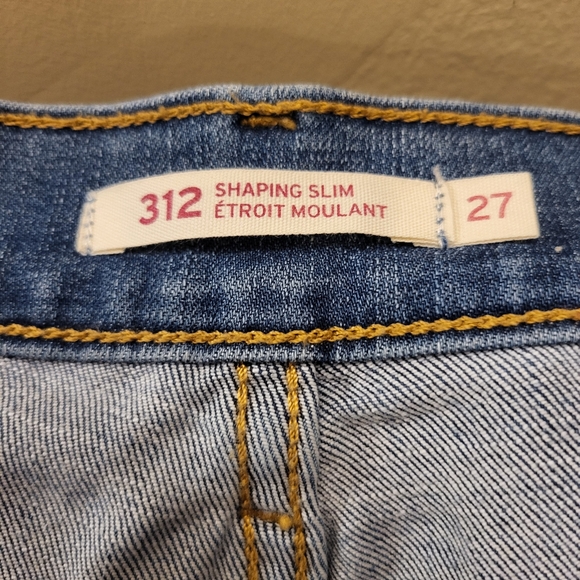 312 SHAPING SLIM
ÉTROIT MOULANT
27